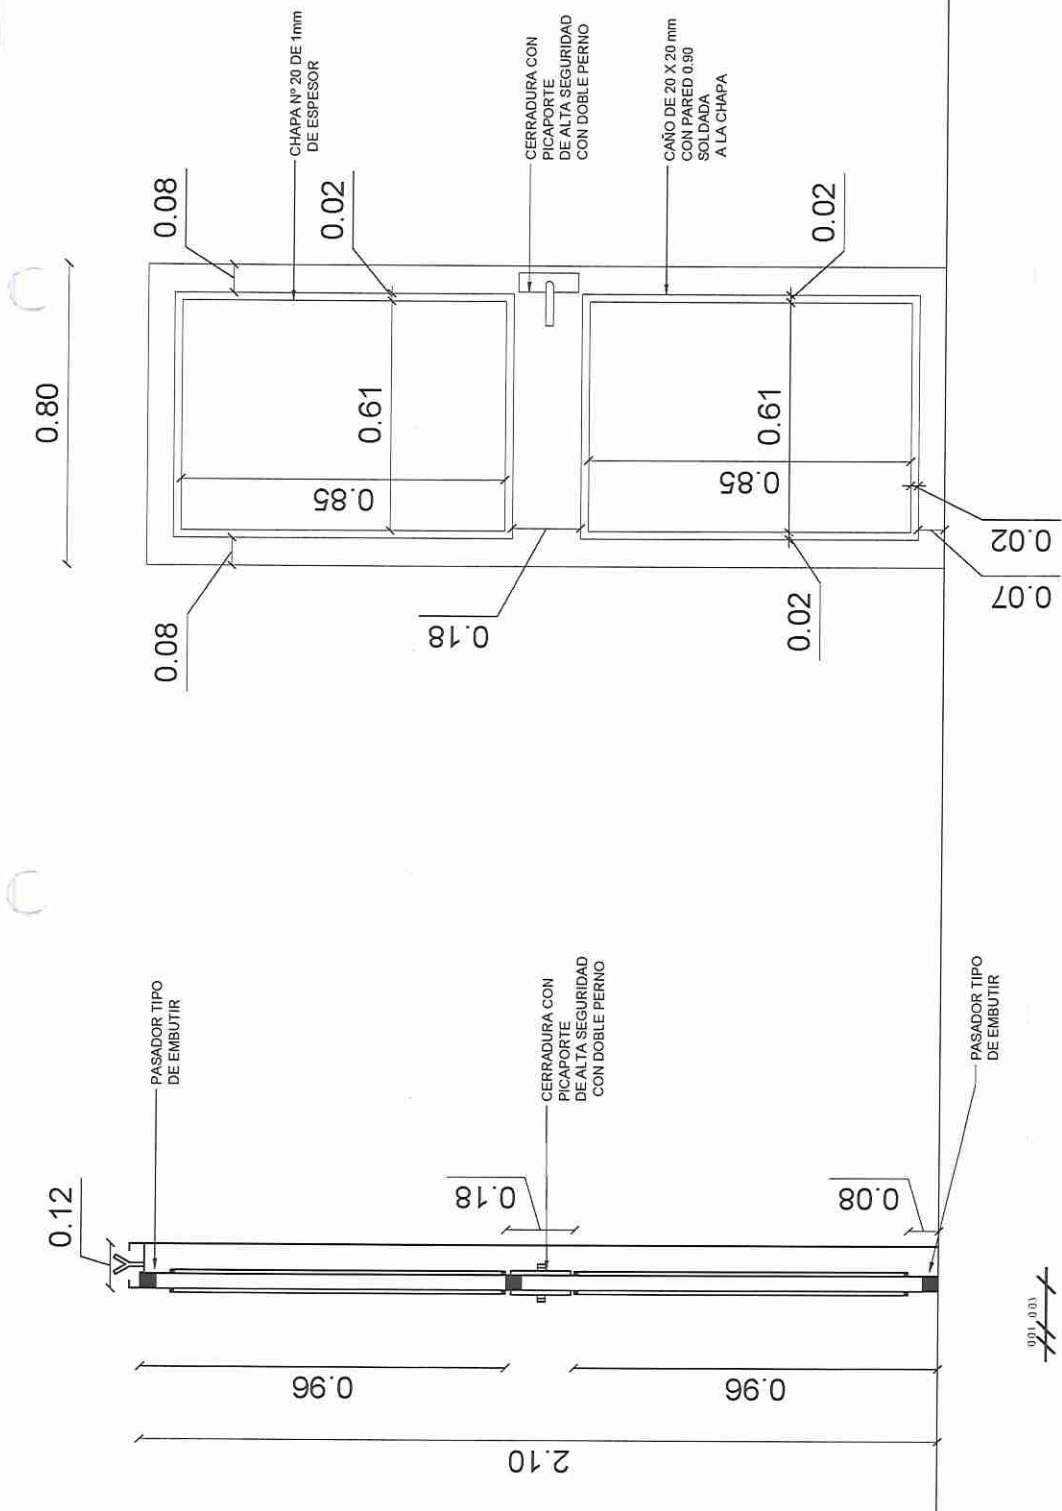 0.80
0.08
0.08
CHAPA Nº 20 DE 1mm
DE ESPESOR
0.02
0.61
0.85
CERRADURA CON
PICAPORTE
DE ALTA SEGURIDAD
CON DOBLE PERNO
0.18
CAÑO DE 20 X 20 mm
CON PARED 0.90
SOLDADA
A LA CHAPA
0.02
0.61
0.85
0.02
0.02
0.07
0.12
PASADOR TIPO
DE EMBUTIR
0.18
CERRADURA CON
PICAPORTE
DE ALTA SEGURIDAD
CON DOBLE PERNO
0.08
PASADOR TIPO
DE EMBUTIR
0.96
0.96
2.10
0.01 0.03